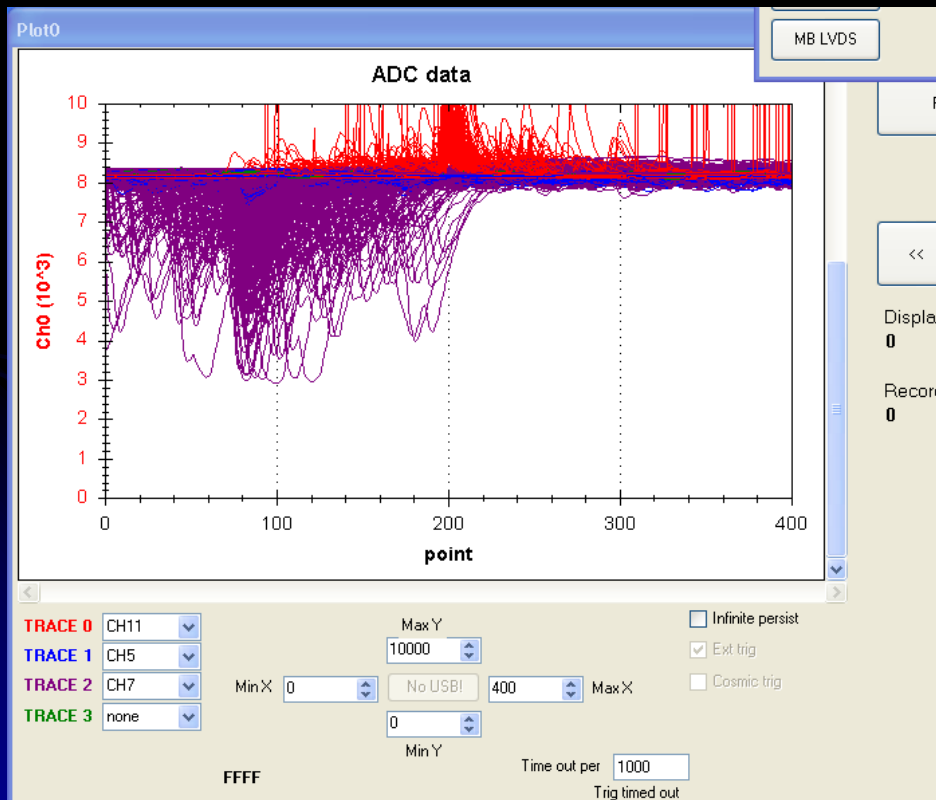 Plot0
MB LVDS
ADC data
10
9
8
7
6
5
4
3
2
1
0
Ch0 (10^3)
0 100 200 300 400
point
<<
0
0
TRACE 0 CH11
TRACE 1 CH5
TRACE 2 CH7
TRACE 3 none
Max Y
10000
Min X 0 No USB! 400 Max X
0
Min Y
Infinite persist
Ext trig
Cosmic trig
FFFF
Time out per 1000
Trig timed out